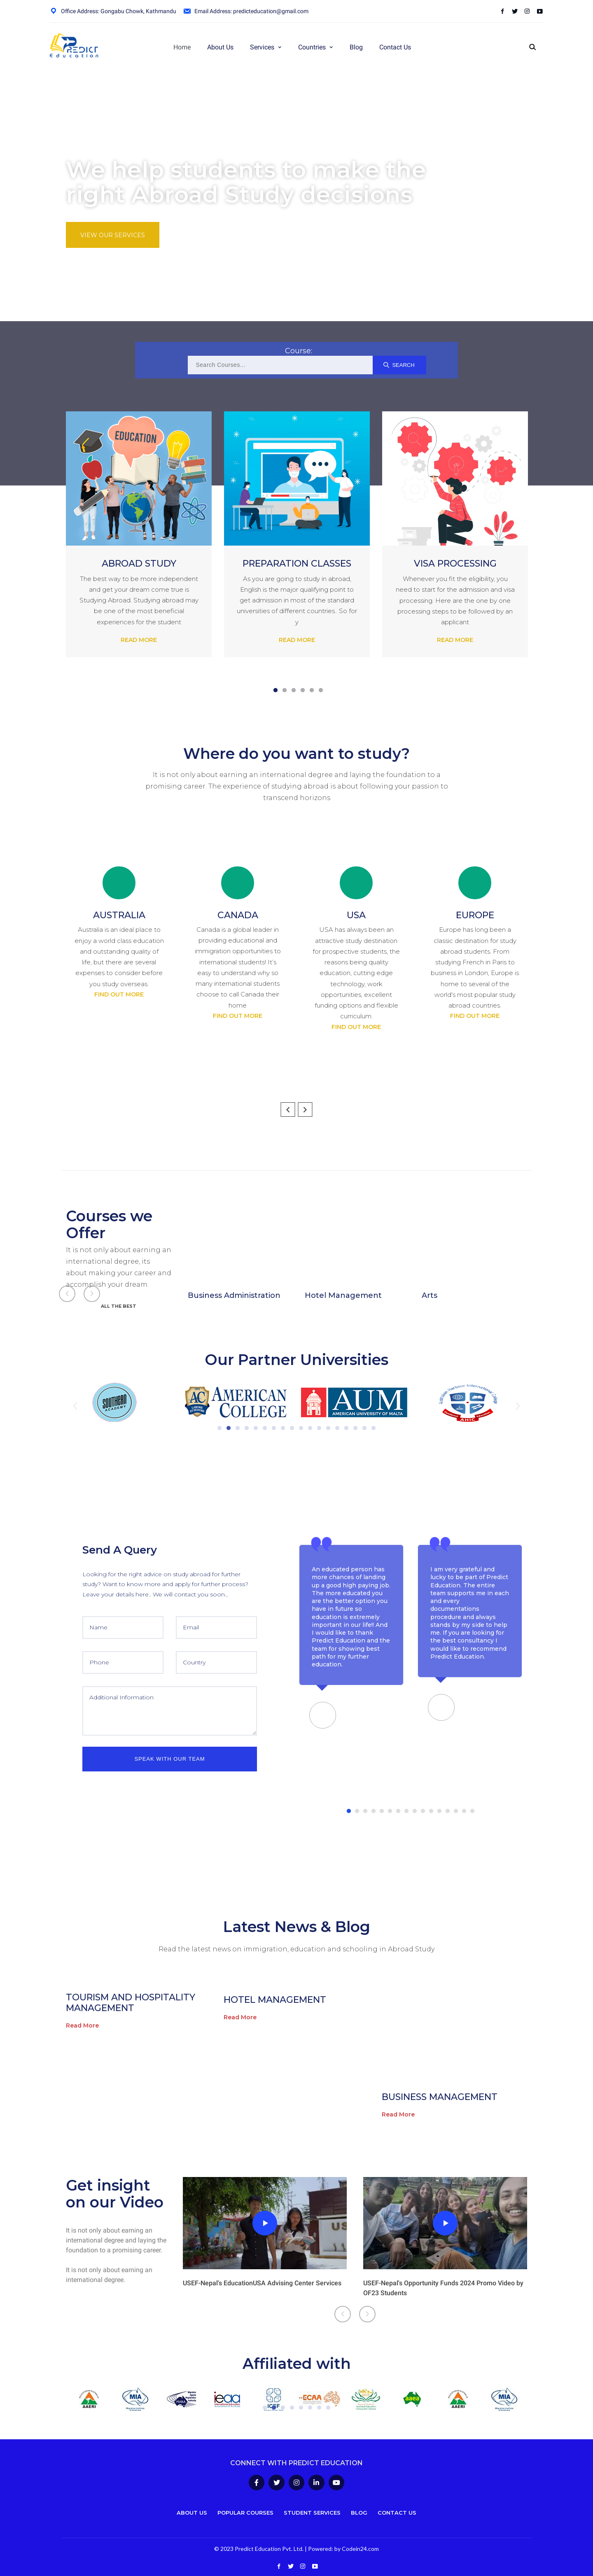 Office Address: Gongabu Chowk, Kathmandu
Email Address: predicteducation@gmail.com
PREDICT
Education
Home
About Us
Services
Countries
Blog
Contact Us
We help students to make the
right Abroad Study decisions
VIEW OUR SERVICES
Course:
Search Courses...
SEARCH
EDUCATION
ABROAD STUDY
The best way to be more independent
and get your dream come true is
Studying Abroad. Studying abroad may
be one of the most beneficial
experiences for the student.
READ MORE
PREPARATION CLASSES
As you are going to study in abroad,
English is the major qualifying point to
get admission in most of the standard
universities of different countries.. So for
y
READ MORE
VISA PROCESSING
Whenever you fit the eligibility, you
need to start for the admission and visa
processing. Here are the one by one
processing steps to be followed by an
applicant.
READ MORE
Where do you want to study?
It is not only about earning an international degree and laying the foundation to a
promising career. The experience of studying abroad is about following your passion to
transcend horizons.
AUSTRALIA
Australia is an ideal place to
enjoy a world class education
and outstanding quality of
life, but there are several
expenses to consider before
you study overseas.
FIND OUT MORE
CANADA
Canada is a global leader in
providing educational and
immigration opportunities to
international students! It's
easy to understand why so
many international students
choose to call Canada their
home.
FIND OUT MORE
USA
USA has always been an
attractive study destination
for prospective students, the
reasons being quality
education, cutting edge
technology, work
opportunities, excellent
funding options and flexible
curriculum.
FIND OUT MORE
EUROPE
Europe has long been a
classic destination for study
abroad students. From
studying French in Paris to
business in London, Europe is
home to several of the
world's most popular study
abroad countries.
FIND OUT MORE
Courses we
Offer
It is not only about earning an
international degree, its
about making your career and
accomplish your dream.
ALL THE BEST
Business Administration
Hotel Management
Arts
Our Partner Universities
SOUTHERN
ACADEMY
AC
AMERICAN
COLLEGE
AUM
AMERICAN UNIVERSITY OF MALTA
Send A Query
Looking for the right advice on study abroad for further
study? Want to know more and apply for further process?
Leave your details here.. We will contact you soon...
Name
Email
Phone
Country
Additional Information
SPEAK WITH OUR TEAM
An educated person has
more chances of landing
up a good high paying job.
The more educated you
are the better option you
have in future so
education is extremely
important in our life!! And
I would like to thank
Predict Education and the
team for showing best
path for my further
education.
I am very grateful and
lucky to be part of Predict
Education. The entire
team supports me in each
and every
documentations
procedure and always
stands by my side to help
me. If you are looking for
the best consultancy I
would like to recommend
Predict Education.
Latest News & Blog
Read the latest news on immigration, education and schooling in Abroad Study
TOURISM AND HOSPITALITY
MANAGEMENT
Read More
HOTEL MANAGEMENT
Read More
BUSINESS MANAGEMENT
Read More
Get insight
on our Video
It is not only about earning an
international degree and laying the
foundation to a promising career.
It is not only about earning an
international degree.
USEF-Nepal's EducationUSA Advising Center Services
USEF-Nepal's Opportunity Funds 2024 Promo Video by
OF23 Students
Affiliated with
AAERI
MIA
ieaa
ICEF
ECAA
aaea
AAERI
MIA
CONNECT WITH PREDICT EDUCATION
ABOUT US
POPULAR COURSES
STUDENT SERVICES
BLOG
CONTACT US
© 2023 Predict Education Pvt. Ltd. | Powered: by Codein24.com